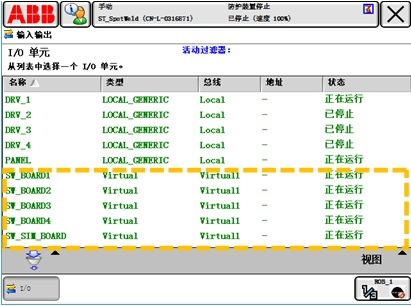 ABB
手动
ST_SpotWeld (CN-L-0316871)
防护装置停止
已停止 (速度 100%)
输入输出
I/O 单元
活动过滤器：
从列表中选择一个 I/O 单元。
名称 类型 总线 地址 状态
DRV_1 LOCAL_GENERIC Local - 正在运行
DRV_2 LOCAL_GENERIC Local - 已停止
DRV_3 LOCAL_GENERIC Local - 已停止
DRV_4 LOCAL_GENERIC Local - 已停止
PANEL LOCAL_GENERIC Local - 正在运行
SW_BOARD1 Virtual Virtual1 - 正在运行
SW_BOARD2 Virtual Virtual1 - 正在运行
SW_BOARD3 Virtual Virtual1 - 正在运行
SW_BOARD4 Virtual Virtual1 - 正在运行
SW_SIM_BOARD Virtual Virtual1 - 正在运行
视图
I/O
ROB_1